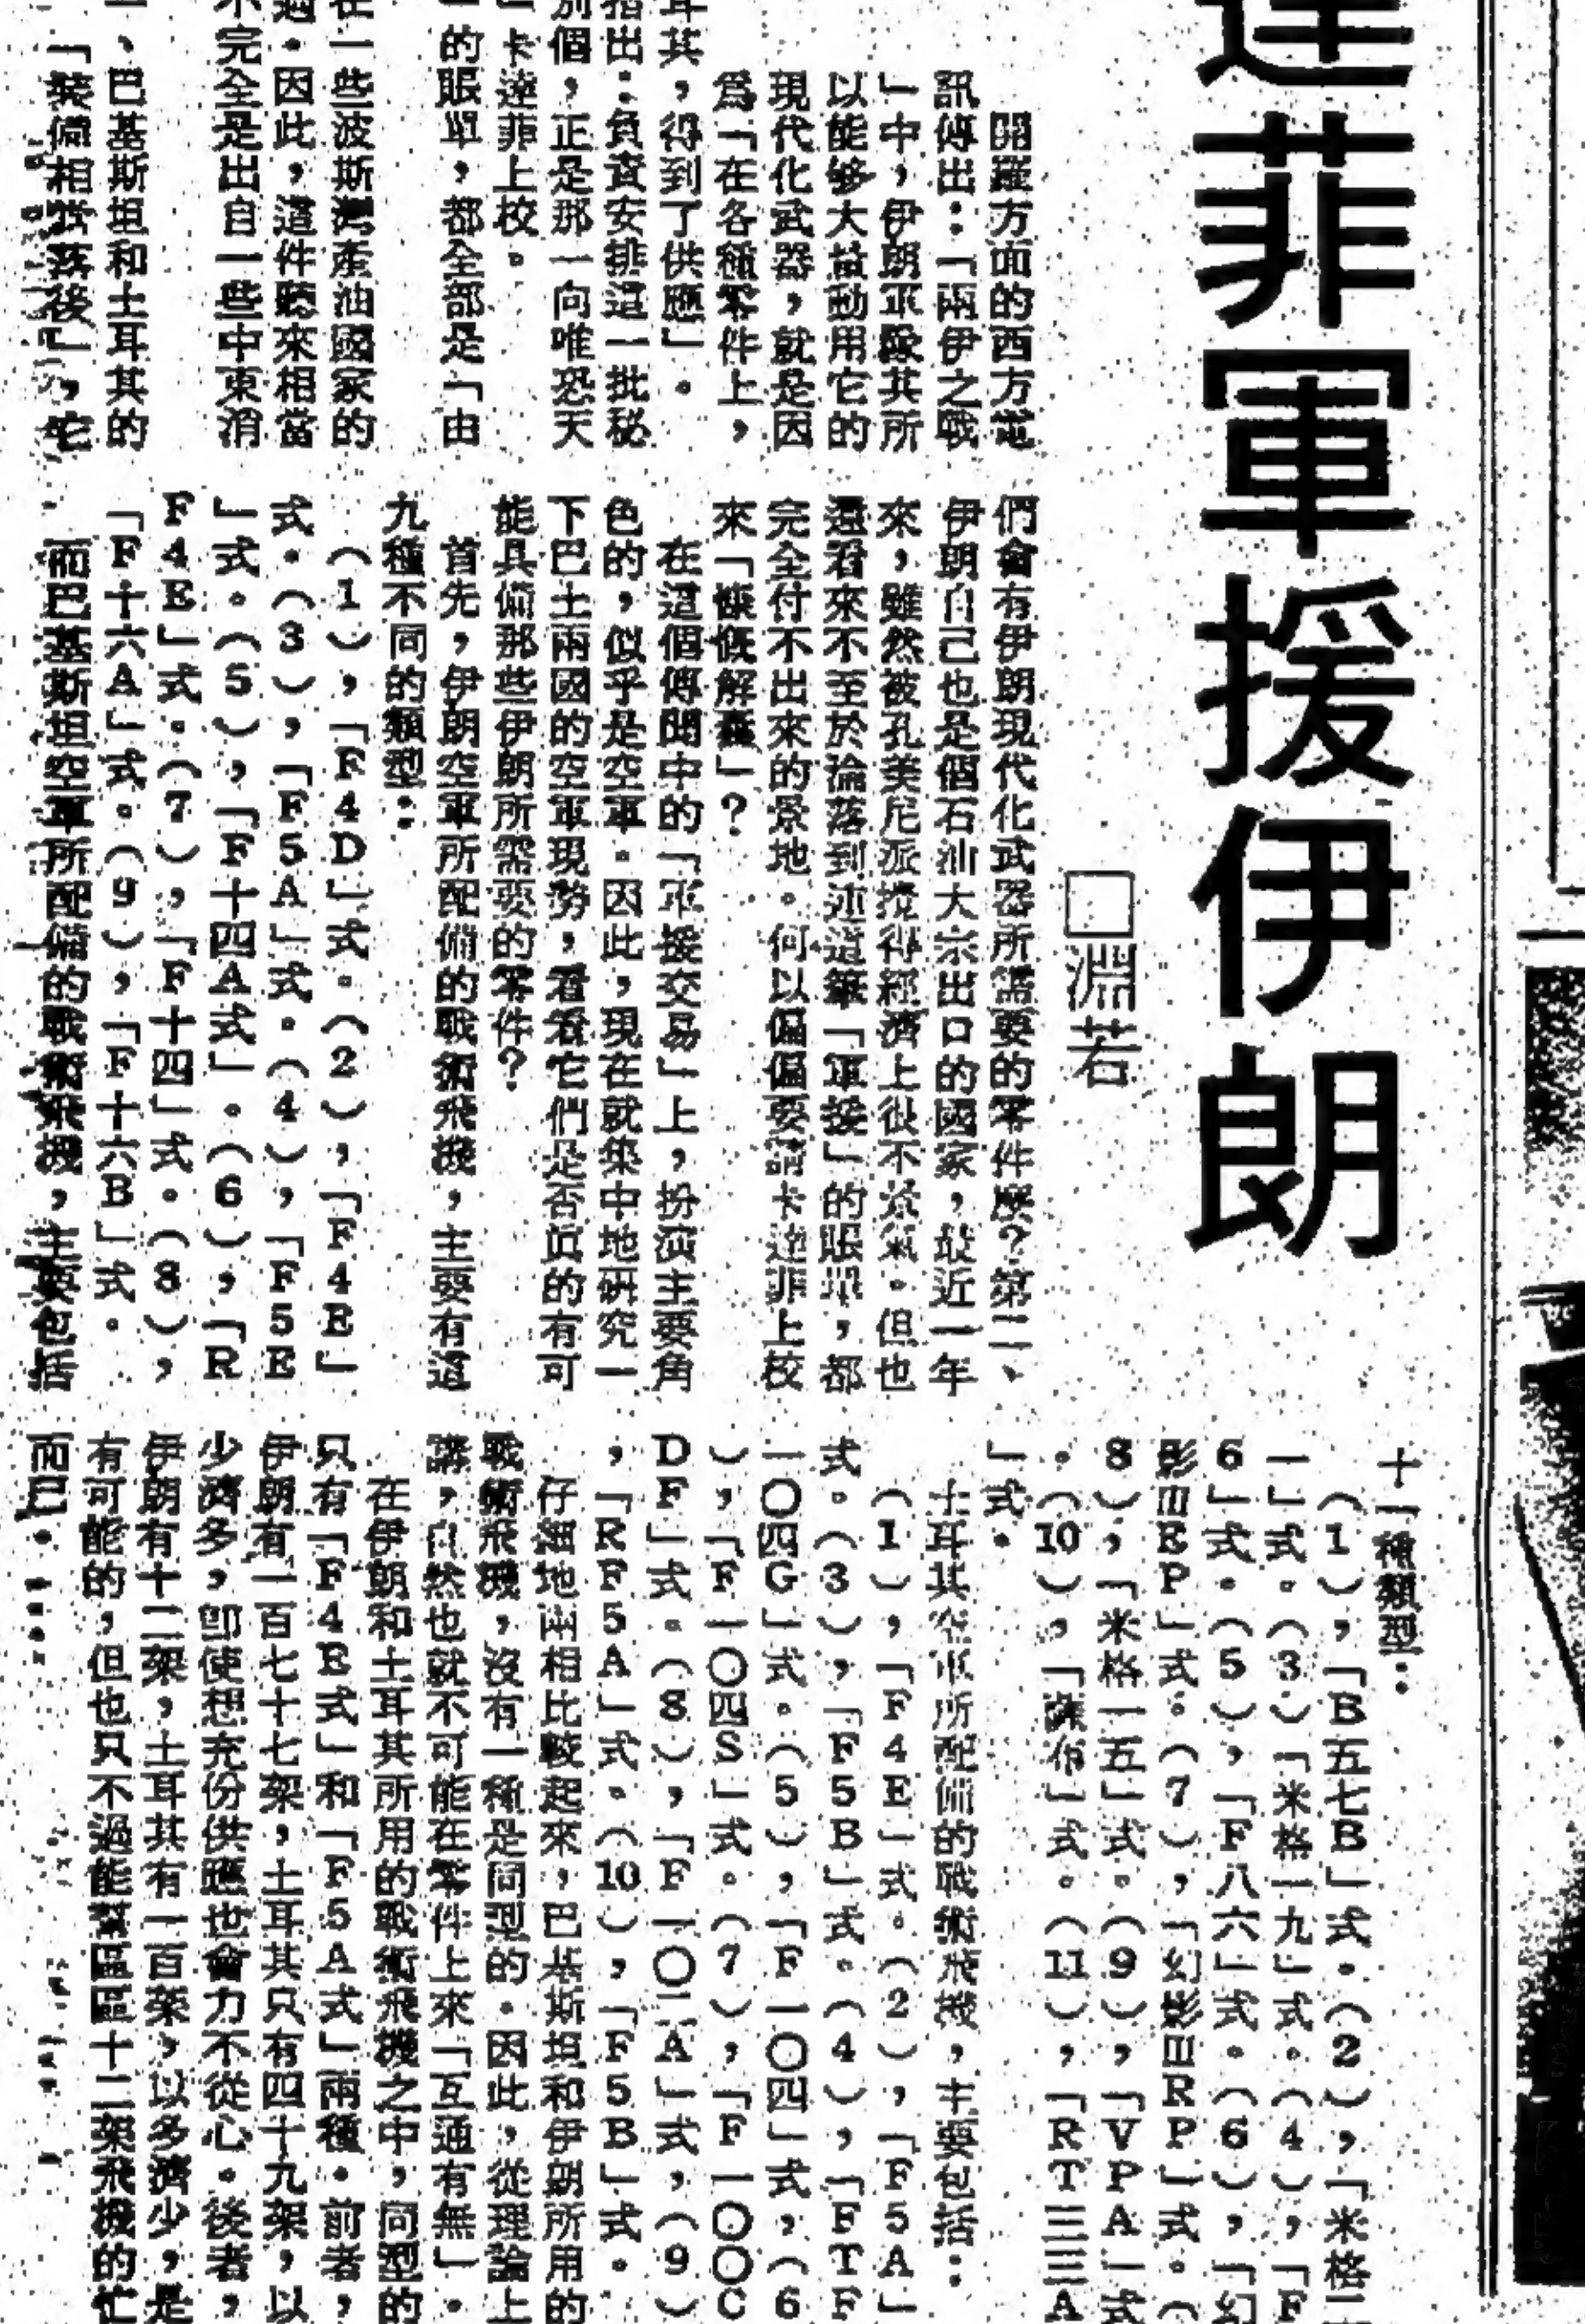 達菲軍援伊朗
□淵若
開羅方面的西方電
訊傳出：「兩伊之戰
」中，伊朗軍隊其所
以能够大量動用它的
現代化武器，就是因
爲「在各種零件上，
耳其，得到了供應」。
指出：負責安排這一批秘
別個，正是那一向唯恐天
」卡達菲上校。
一的賬單，都全部是「由
在一些波斯灣產油國家的
過。因此，這件聽來相當
不完全是出自一些中東消
一、巴基斯坦和土耳其的
「裝備相當落後」，它
們會有伊朗現代化武器所需要的零件麼？第二、
伊朗自己也是個石油大宗出口的國家，最近一年
來，雖然被孔美尼派攪得經濟上很不景氣。但也
還看來不至於淪落到連這筆「軍援」的賬單，都
完全付不出來的景地。何以偏偏要請卡達菲上校
來「慷慨解囊」？
在這個傳聞中的「軍援交易」上，扮演主要角
色的，似乎是空軍。因此，現在就集中地研究一
下巴土兩國的空軍現勢，看看它們是否真的有可
能具備那些伊朗所需要的零件？
首先，伊朗空軍所配備的戰術飛機，主要有這
九種不同的類型：
（1），「F4D」式。（2），「F4E」
式。（3），「F5A」式。（4），「F5E
」式。（5），「F十四A式」。（6），「R
F4E」式。（7），「F十四」式。（8），
「F十六A」式。（9），「F十六B」式。
而巴基斯坦空軍所配備的戰術飛機，主要包括
十一種類型：
（1），「B五七B」式。（2），「米格二
一」式。（3）「米格一九」式。（4），「F
6」式。（5），「F八六」式。（6），「幻
影ⅢEP」式。（7），「幻影ⅢRP」式。（
8），「米格一五」式。（9），「VPA一式
。（10），「薩伯」式。（11），「RT三三A
」式。
土耳其空軍所配備的戰術飛機，主要包括：
（1），「F4E」式。（2），「F5A」
式。（3），「F5B」式。（4），「FTF
一〇四G」式。（5），「F一〇四」式，（6
），「F一〇四S」式。（7），「F一〇〇C
DF」式。（8），「F一〇二A」式，（9）
，「RF5A」式。（10），「F5B」式。
仔細地兩相比較起來，巴基斯坦和伊朗所用的
戰術飛機，沒有一種是同型的。因此，從理論上
講，自然也就不可能在零件上來「互通有無」。
在伊朗和土耳其所用的戰術飛機之中，同型的
只有「F4E式」和「F5A式」兩種。前者，
伊朗有一百七十七架，土耳其只有四十九架，以
少濟多，卽使想充份供應也會力不從心。後者，
伊朗有十二架，土耳其有一百架，以多濟少，是
有可能的，但也只不過能幫區區十二架飛機的忙
而已。